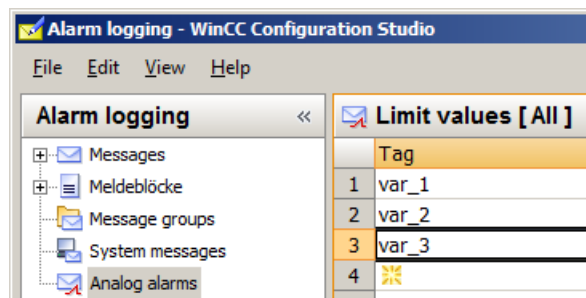 Alarm logging - WinCC Configuration Studio
File Edit View Help
Alarm logging «
Messages
Meldeblöcke
Message groups
System messages
Analog alarms
Limit values [ All ]
Tag
1 var_1
2 var_2
3 var_3
4